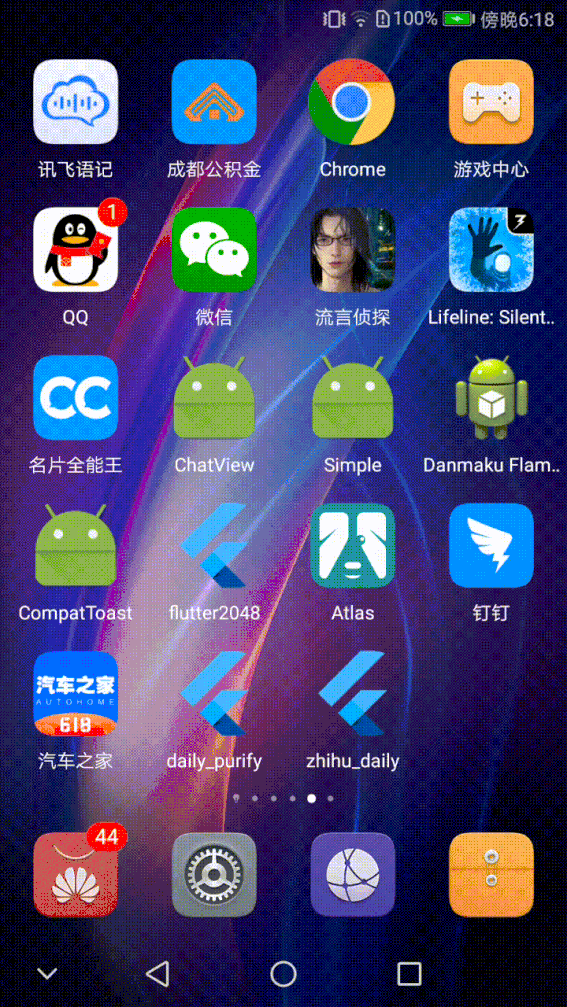 100% 傍晚6:18
讯飞语记
成都公积金
Chrome
游戏中心
1
3
QQ
微信
流言侦探
Lifeline: Silent..
CC
名片全能王
ChatView
Simple
Danmaku Flam..
CompatToast
flutter2048
Atlas
钉钉
汽车之家
AUTOHOME
618
汽车之家
daily_purify
zhihu_daily
44